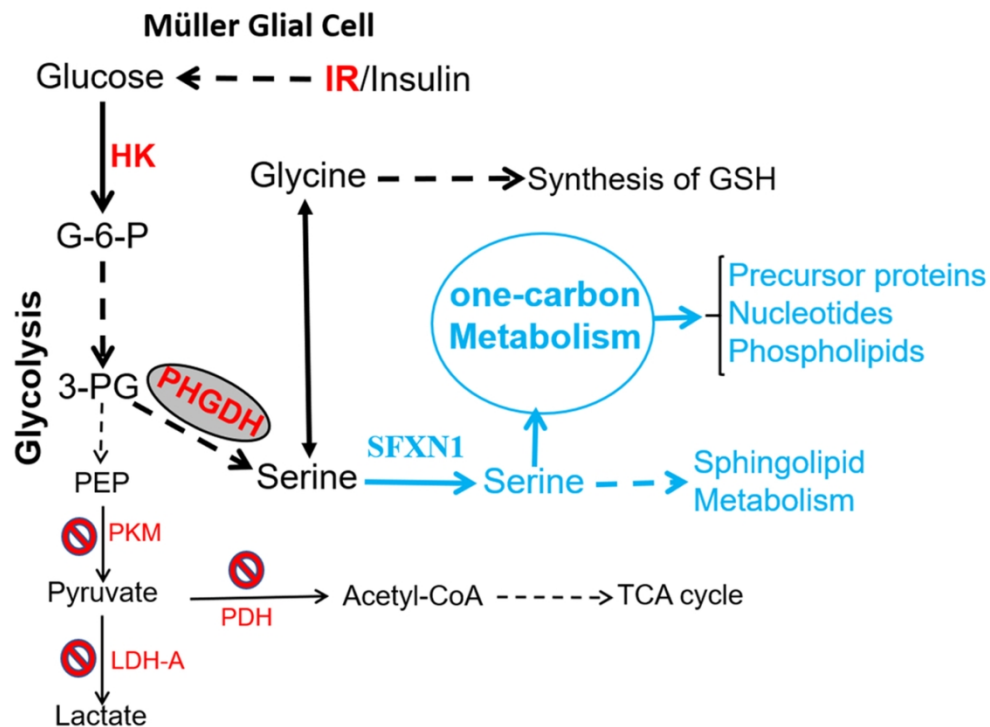 Müller Glial Cell
Glucose
IR/Insulin
HK
Glycine
Synthesis of GSH
G-6-P
one-carbon
Metabolism
Precursor proteins
Nucleotides
Phospholipids
Glycolysis
3-PG
PHGDH
SFXN1
Serine
Serine
Sphingolipid
Metabolism
PEP
PKM
Pyruvate
PDH
Acetyl-CoA
TCA cycle
LDH-A
Lactate